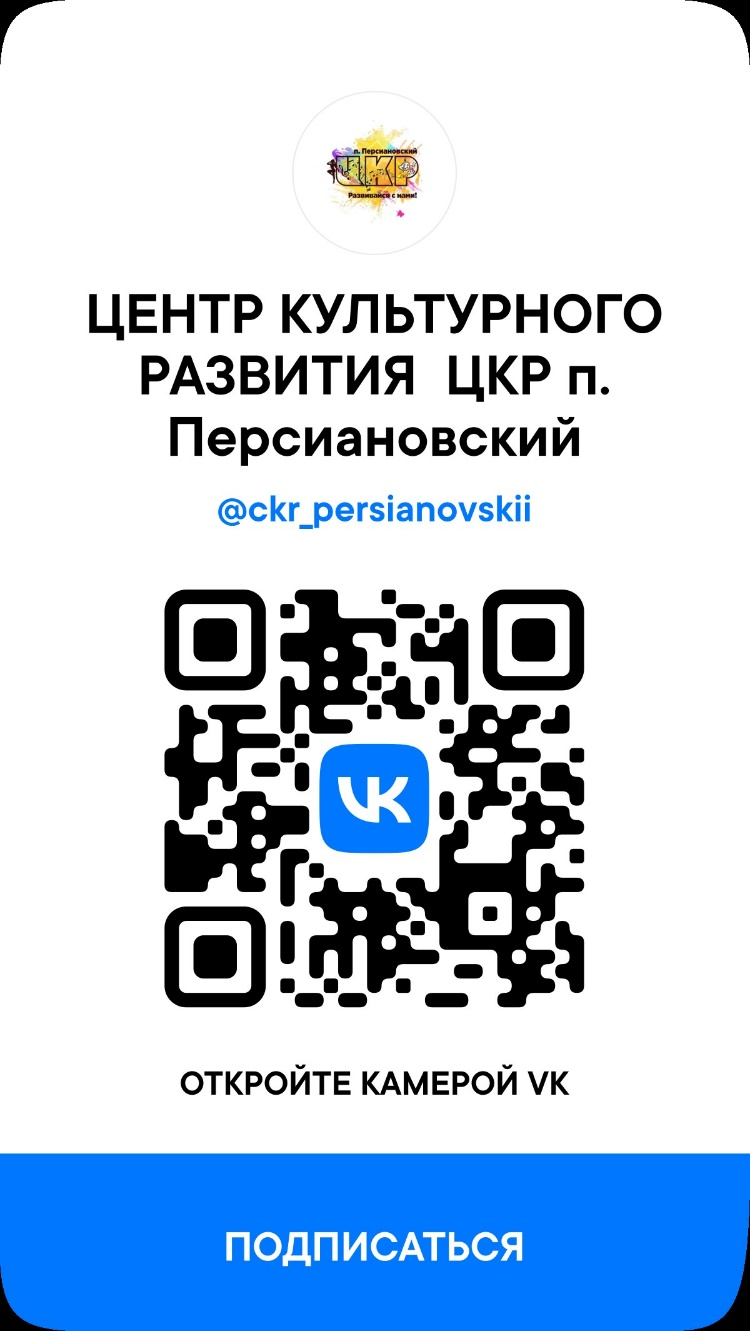 п. Персиановский
ЦКР
Развивайся с нами!
ЦЕНТР КУЛЬТУРНОГО
РАЗВИТИЯ ЦКР п.
Персиановский
@ckr_persianovskii
VK
ОТКРОЙТЕ КАМЕРОЙ VK
ПОДПИСАТЬСЯ